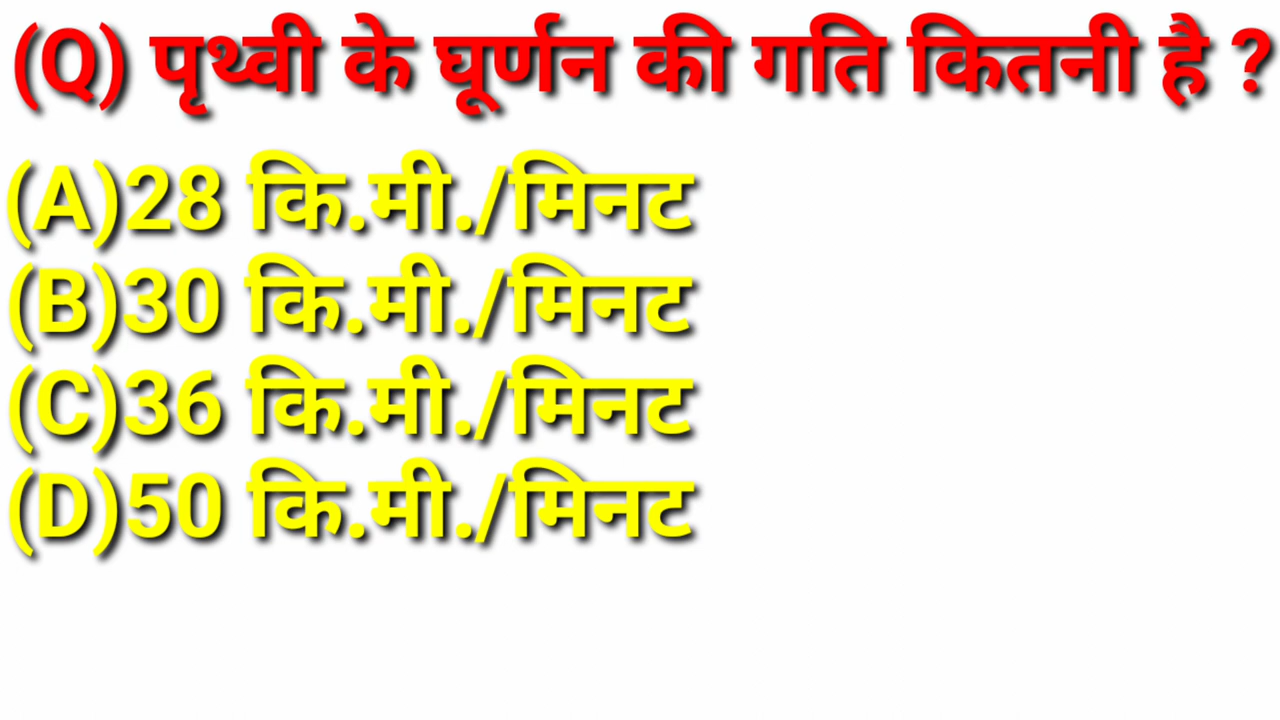 (Q) पृथ्वी के घूर्णन की गति कितनी है ?
(A)28 कि.मी./मिनट
(B)30 कि.मी./मिनट
(C)36 कि.मी./मिनट
(D)50 कि.मी./मिनट